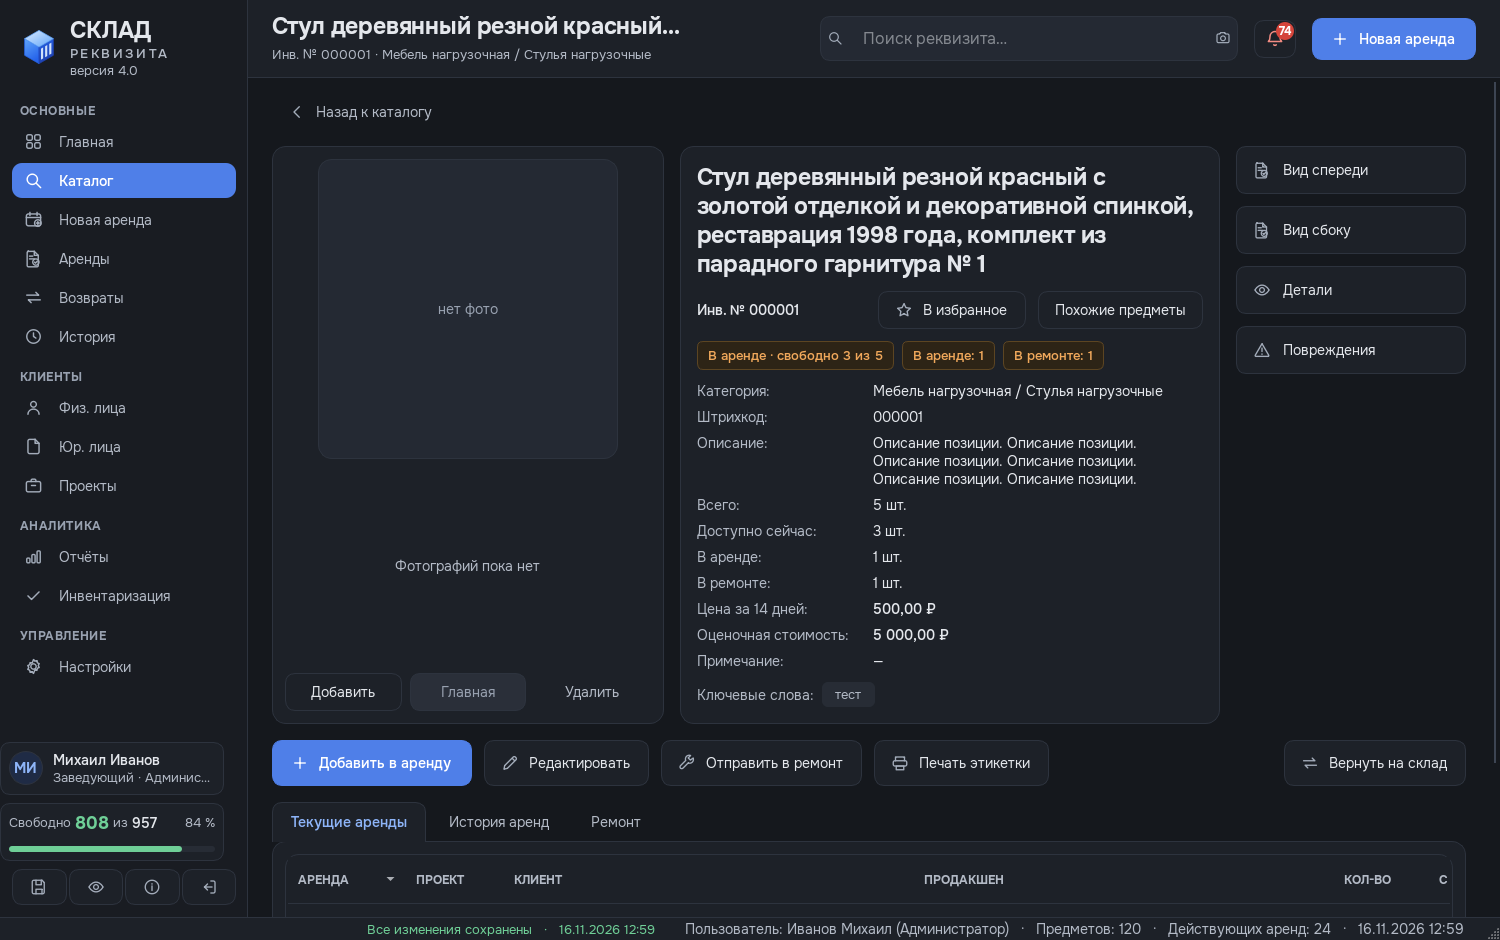 СКЛАД
РЕКВИЗИТА
версия 4.0
ОСНОВНЫЕ
Главная
Каталог
Новая аренда
Аренды
Возвраты
История
КЛИЕНТЫ
Физ. лица
Юр. лица
Проекты
АНАЛИТИКА
Отчёты
Инвентаризация
УПРАВЛЕНИЕ
Настройки
МИ
Михаил Иванов
Заведующий · Админис...
Свободно 808 из 957 84 %
Стул деревянный резной красный...
Инв. № 000001 · Мебель нагрузочная / Стулья нагрузочные
Поиск реквизита...
74
Новая аренда
Назад к каталогу
нет фото
Фотографий пока нет
Добавить Главная Удалить
Стул деревянный резной красный с
золотой отделкой и декоративной спинкой,
реставрация 1998 года, комплект из
парадного гарнитура № 1
Инв. № 000001 В избранное Похожие предметы
В аренде · свободно 3 из 5 В аренде: 1 В ремонте: 1
Категория: Мебель нагрузочная / Стулья нагрузочные
Штрихкод: 000001
Описание: Описание позиции. Описание позиции.
Описание позиции. Описание позиции.
Описание позиции. Описание позиции.
Всего: 5 шт.
Доступно сейчас: 3 шт.
В аренде: 1 шт.
В ремонте: 1 шт.
Цена за 14 дней: 500,00 ₽
Оценочная стоимость: 5 000,00 ₽
Примечание: —
Ключевые слова: тест
Вид спереди
Вид сбоку
Детали
Повреждения
Добавить в аренду Редактировать Отправить в ремонт Печать этикетки Вернуть на склад
Текущие аренды История аренд Ремонт
АРЕНДА ПРОЕКТ КЛИЕНТ ПРОДАКШЕН КОЛ-ВО С
Все изменения сохранены · 16.11.2026 12:59 Пользователь: Иванов Михаил (Администратор) · Предметов: 120 · Действующих аренд: 24 · 16.11.2026 12:59